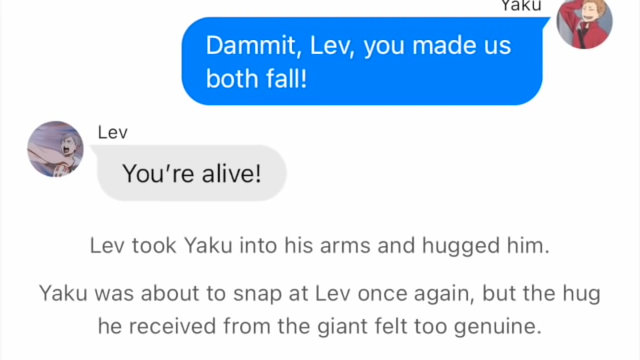 Yaku
Dammit, Lev, you made us
both fall!
Lev
You're alive!
Lev took Yaku into his arms and hugged him.
Yaku was about to snap at Lev once again, but the hug
he received from the giant felt too genuine.